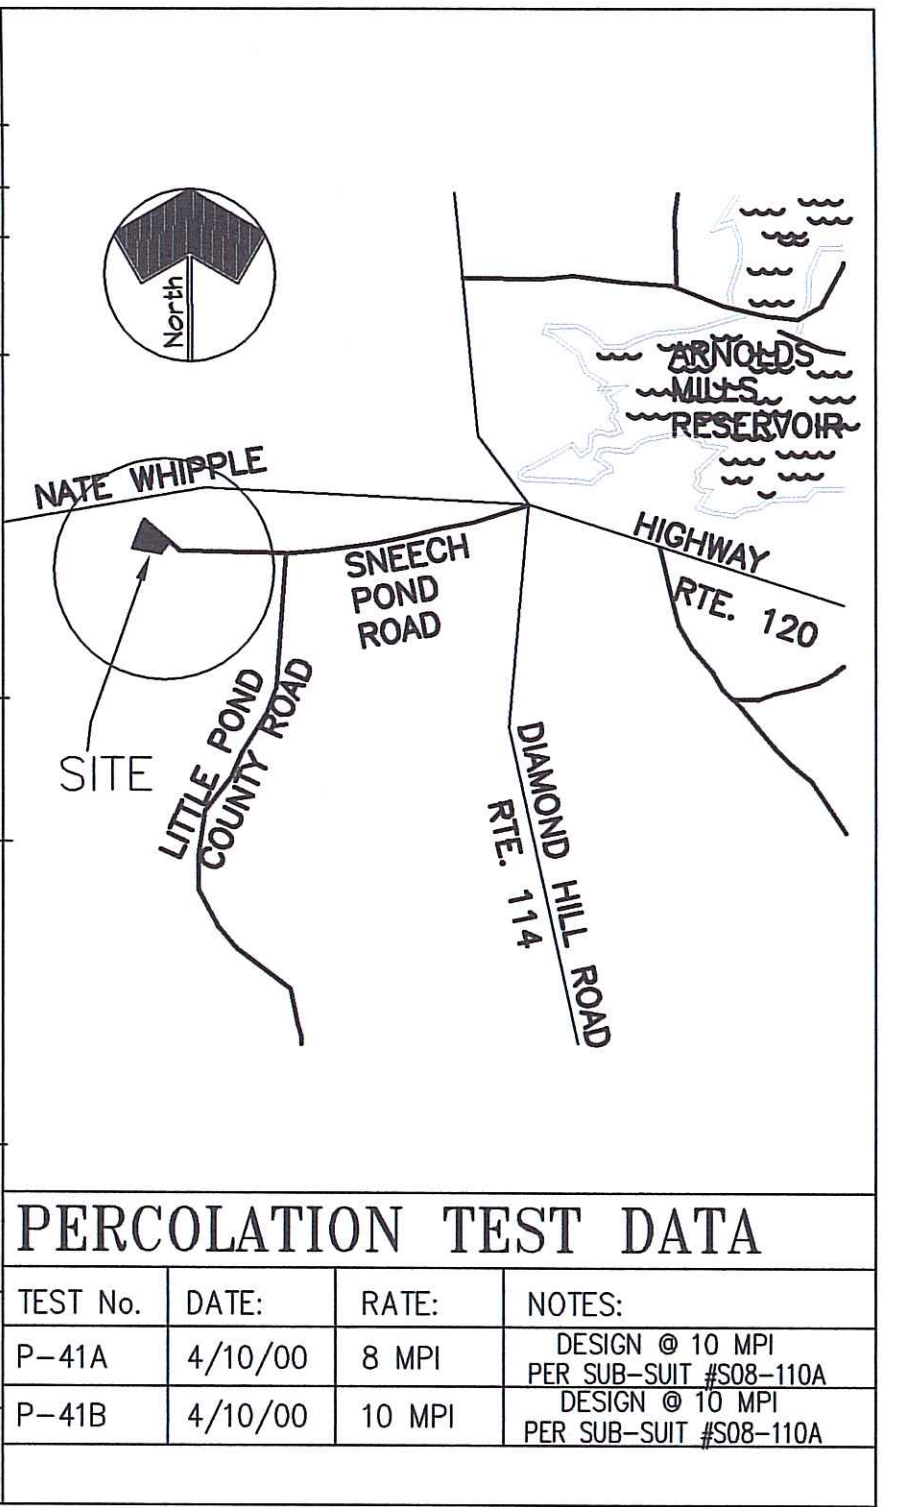 North
ARNOLDS
MILLS
RESERVOIR
NATE WHIPPLE
HIGHWAY
SNEECH
POND
ROAD
RTE. 120
LITTLE POND
COUNTY ROAD
SITE
DIAMOND HILL ROAD
RTE. 114
PERCOLATION TEST DATA
TEST No. DATE: RATE: NOTES:
P-41A 4/10/00 8 MPI DESIGN @ 10 MPI
PER SUB-SUIT #S08-110A
P-41B 4/10/00 10 MPI DESIGN @ 10 MPI
PER SUB-SUIT #S08-110A